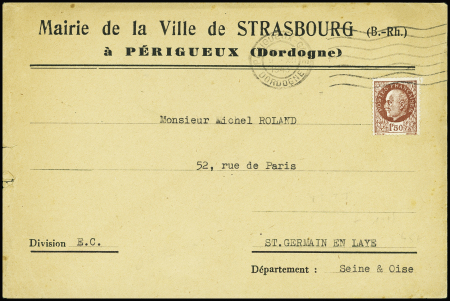 Mairie de la Ville de STRASBOURG (B.-Rh.)
à PÉRIGUEUX (Dordogne)
DORDOGNE
1F50
Monsieur Michel ROLAND
52, rue de Paris
Division E.C.
ST.GERMAIN EN LAYE
Département : Seine & Oise